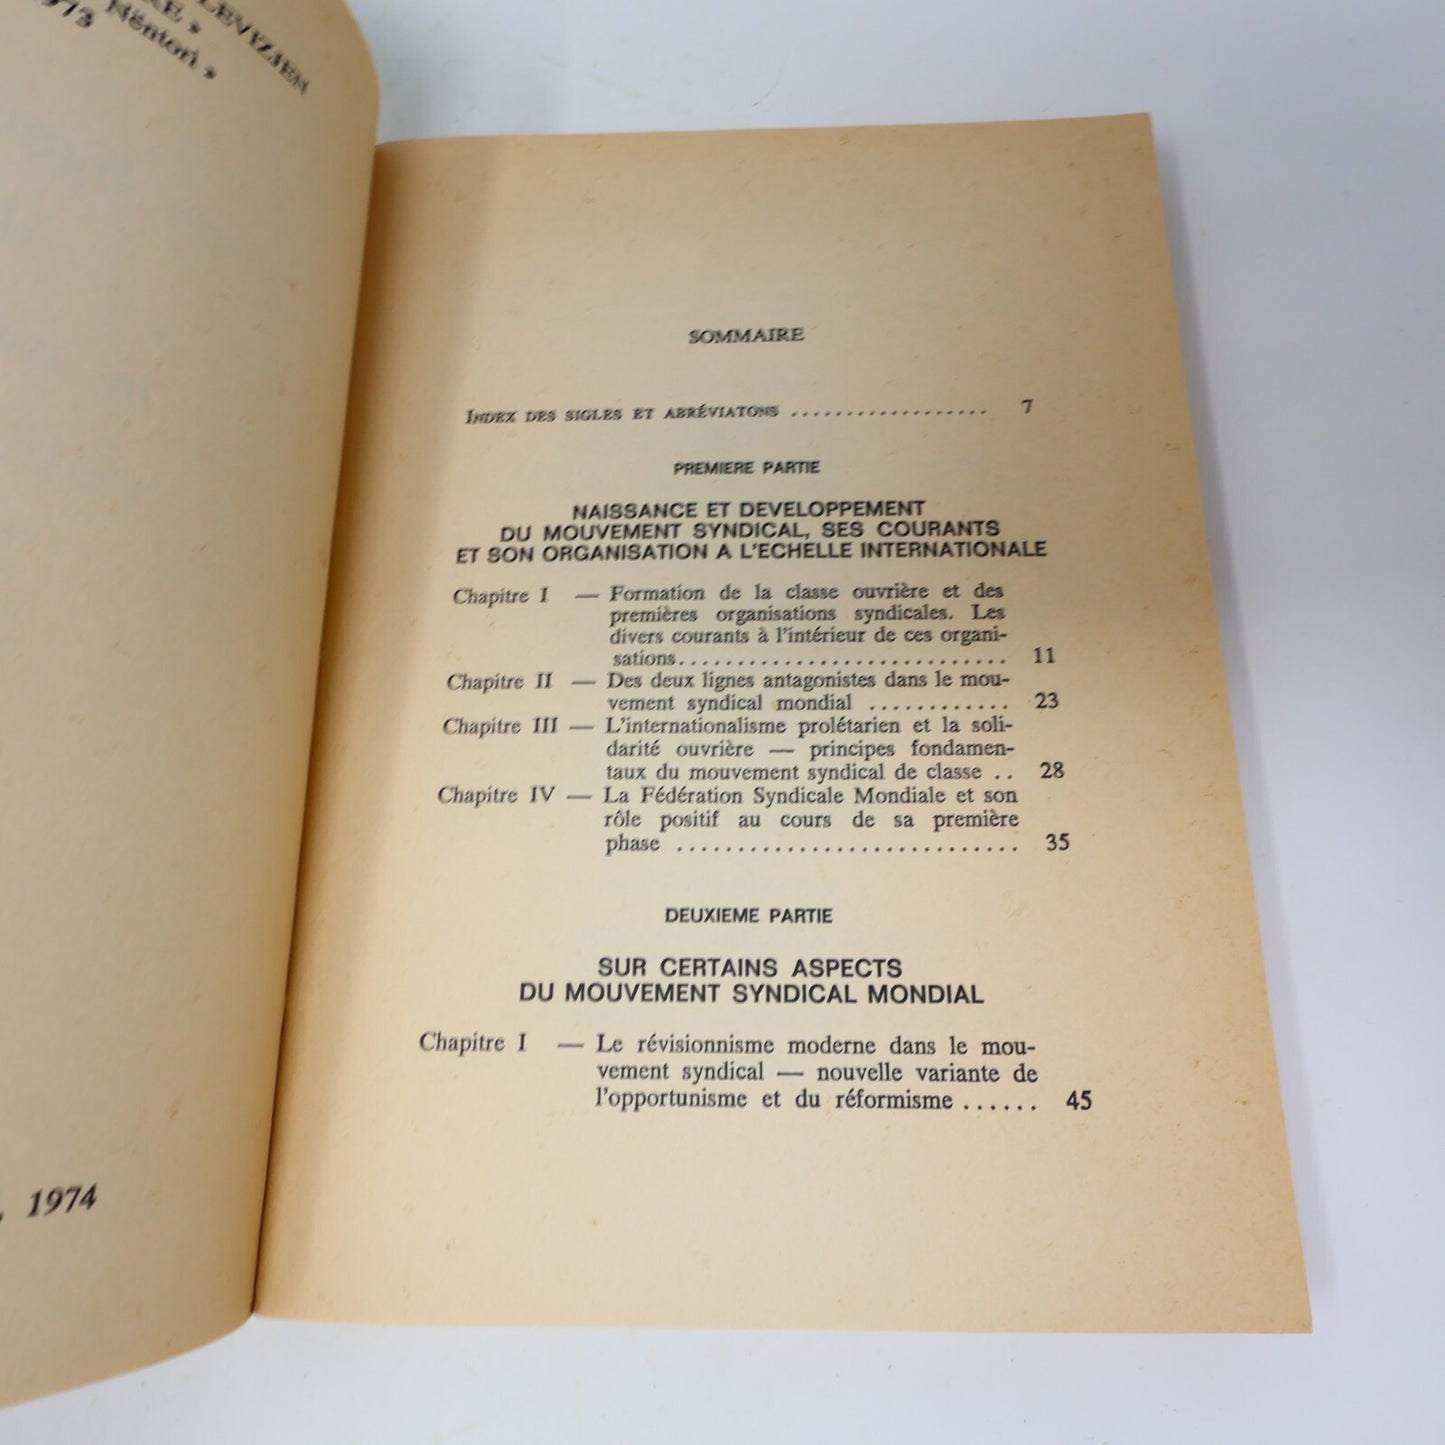 LEVIZJEN
Nëntori »
1974
SOMMAIRE
INDEX DES SIGLES ET ABRÉVIATONS .................. 7
PREMIERE PARTIE
NAISSANCE ET DEVELOPPEMENT
DU MOUVEMENT SYNDICAL, SES COURANTS
ET SON ORGANISATION A L'ECHELLE INTERNATIONALE
Chapitre I — Formation de la classe ouvrière et des
premières organisations syndicales. Les
divers courants à l'intérieur de ces organi-
sations............................ 11
Chapitre II — Des deux lignes antagonistes dans le mou-
vement syndical mondial ............ 23
Chapitre III — L'internationalisme prolétarien et la soli-
darité ouvrière — principes fondamen-
taux du mouvement syndical de classe .. 28
Chapitre IV — La Fédération Syndicale Mondiale et son
rôle positif au cours de sa première
phase ............................ 35
DEUXIEME PARTIE
SUR CERTAINS ASPECTS
DU MOUVEMENT SYNDICAL MONDIAL
Chapitre I — Le révisionnisme moderne dans le mou-
vement syndical — nouvelle variante de
l'opportunisme et du réformisme ...... 45